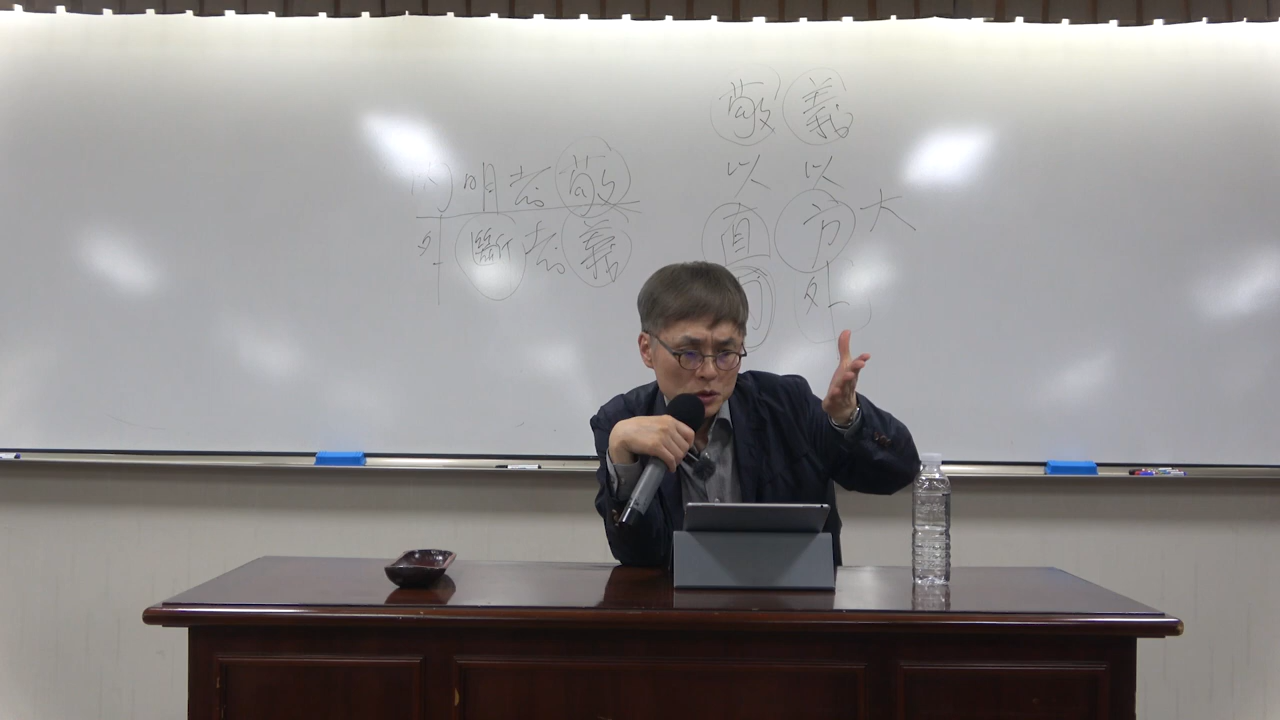 內明者敬
外斷者義
敬 義
以 以
直 方 大
內 外